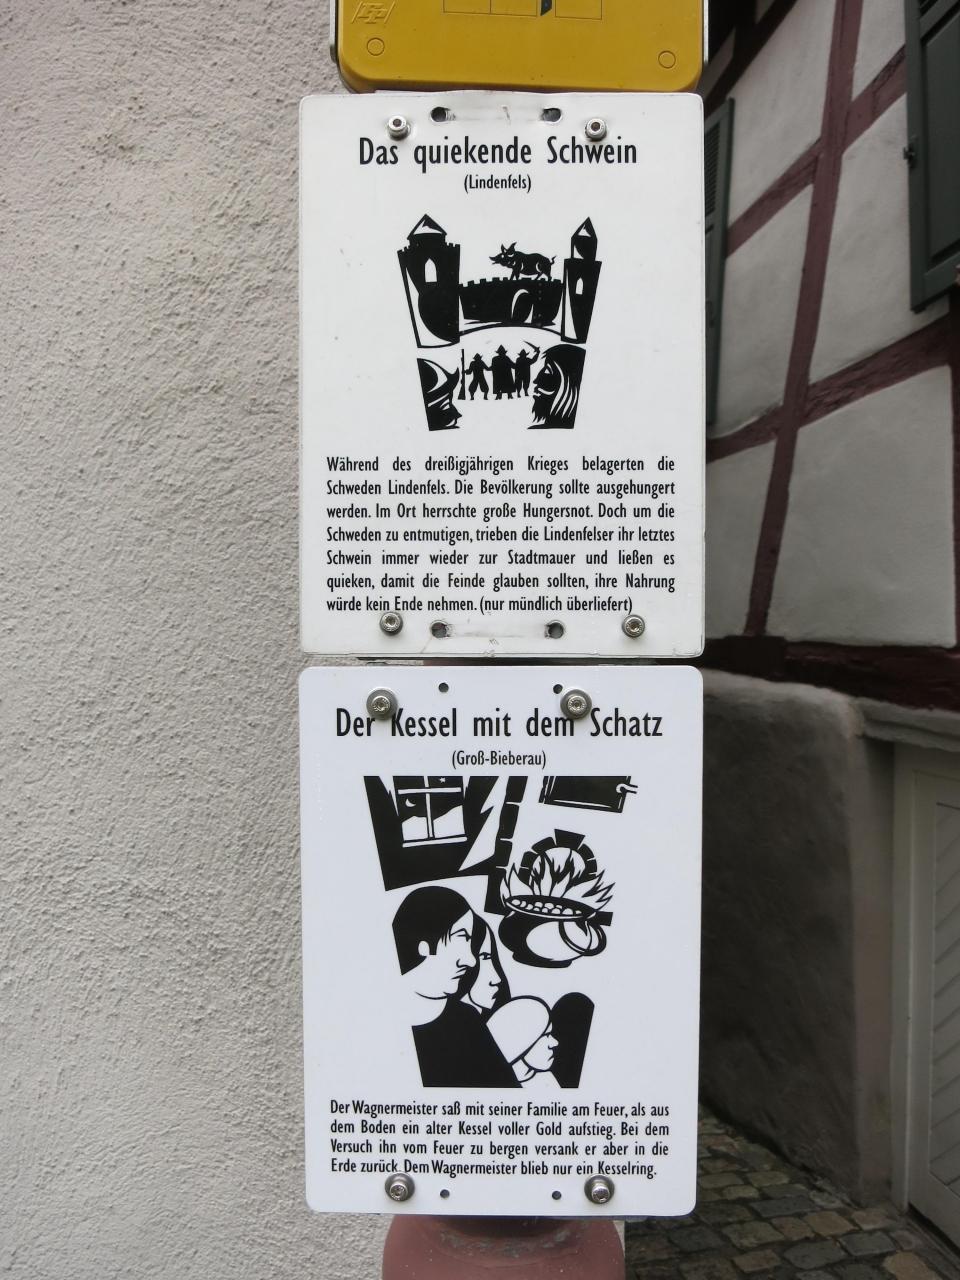 Das quiekende Schwein
(Lindenfels)
Während des dreißigjährigen Krieges belagerten die
Schweden Lindenfels. Die Bevölkerung sollte ausgehungert
werden. Im Ort herrschte große Hungersnot. Doch um die
Schweden zu entmutigen, trieben die Lindenfelser ihr letztes
Schwein immer wieder zur Stadtmauer und ließen es
quieken, damit die Feinde glauben sollten, ihre Nahrung
würde kein Ende nehmen. (nur mündlich überliefert)
Der Kessel mit dem Schatz
(Groß-Bieberau)
Der Wagnermeister saß mit seiner Familie am Feuer, als aus
dem Boden ein alter Kessel voller Gold aufstieg. Bei dem
Versuch ihn vom Feuer zu bergen versank er aber in die
Erde zurück. Dem Wagnermeister blieb nur ein Kesselring.